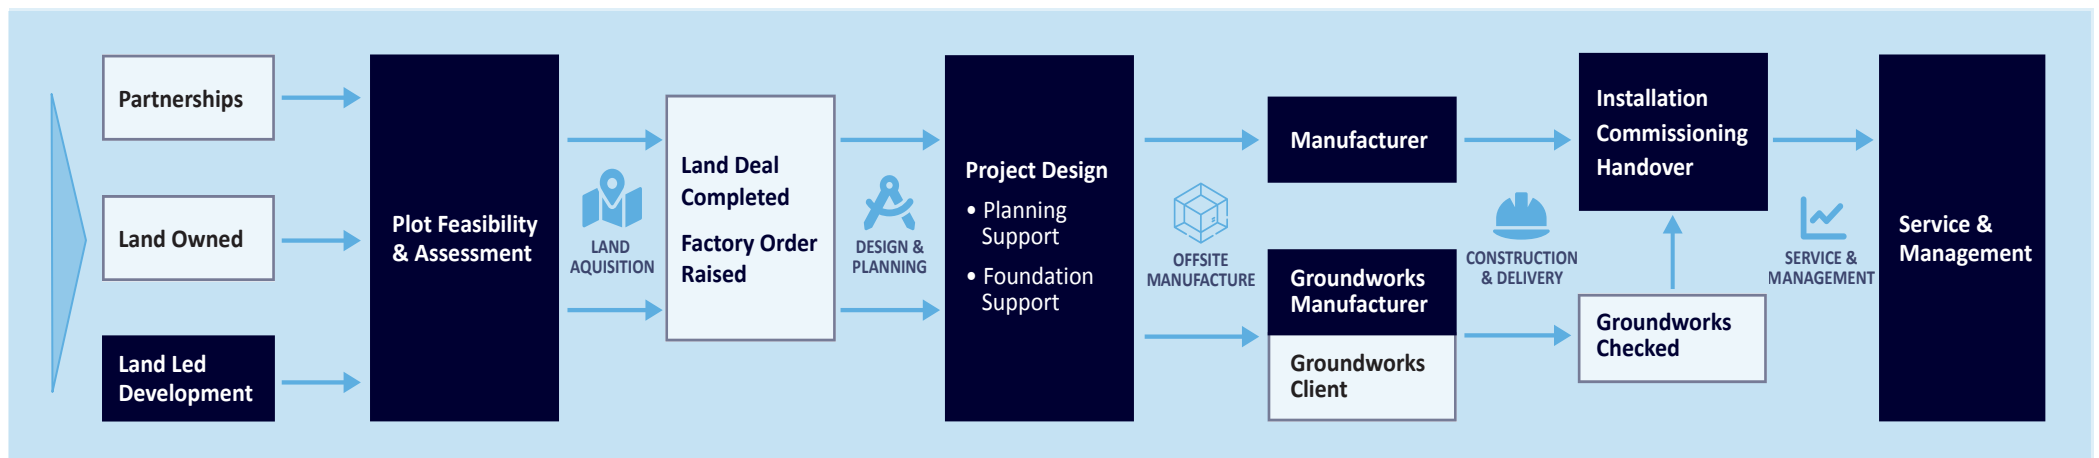 Partnerships
Land Owned
Land Led
Development
Plot Feasibility
& Assessment
LAND
AQUISITION
Land Deal
Completed
Factory Order
Raised
DESIGN &
PLANNING
Project Design
• Planning
Support
• Foundation
Support
OFFSITE
MANUFACTURE
Manufacturer
Groundworks
Manufacturer
Groundworks
Client
CONSTRUCTION
& DELIVERY
Installation
Commissioning
Handover
Groundworks
Checked
SERVICE &
MANAGEMENT
Service &
Management